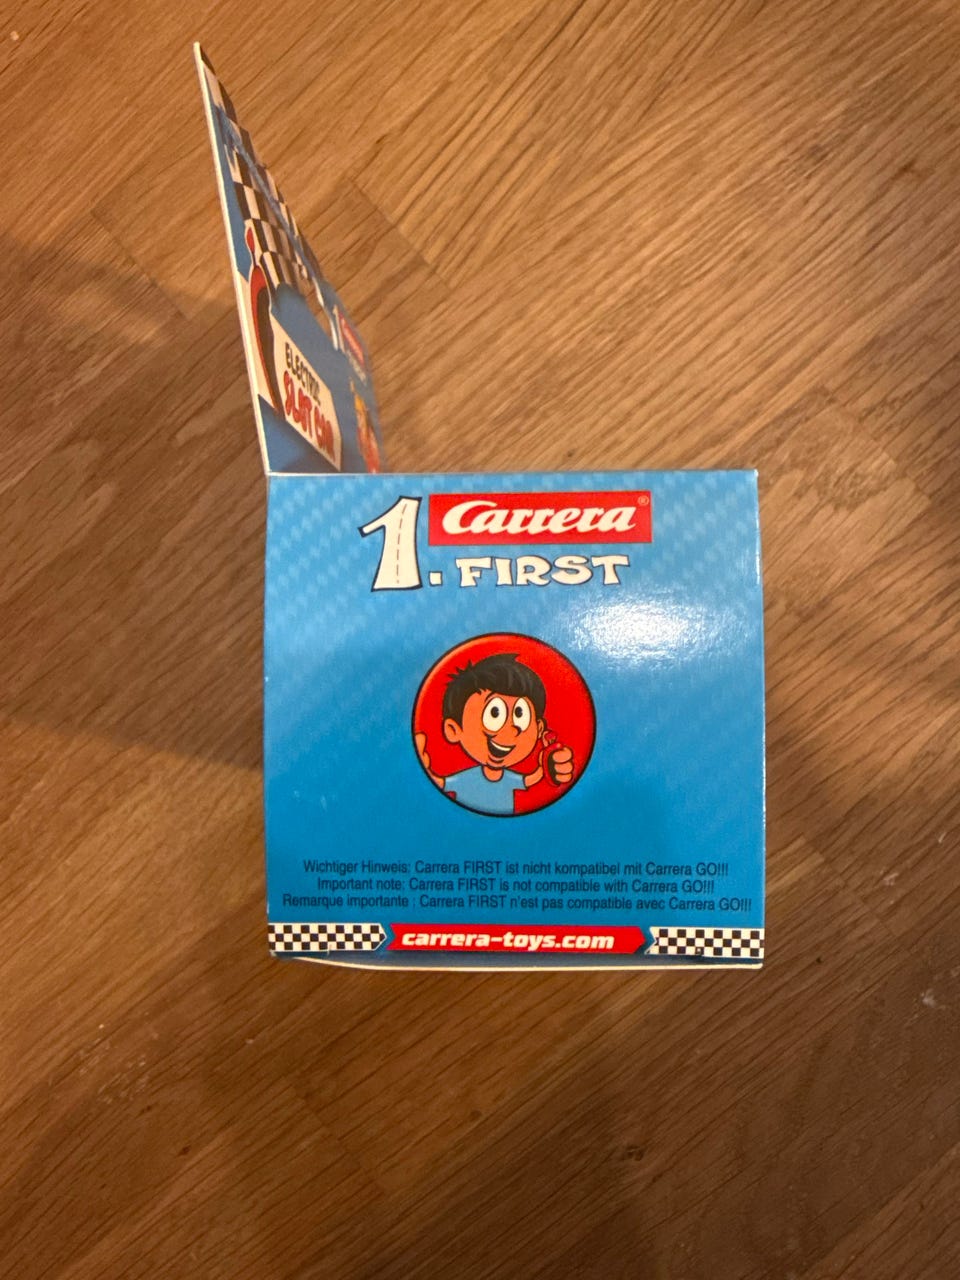 ELECTRIC
SLOT CAR
1. Carrera®
FIRST
Wichtiger Hinweis: Carrera FIRST ist nicht kompatibel mit Carrera GO!!!
Important note: Carrera FIRST is not compatible with Carrera GO!!!
Remarque importante : Carrera FIRST n'est pas compatible avec Carrera GO!!!
carrera-toys.com